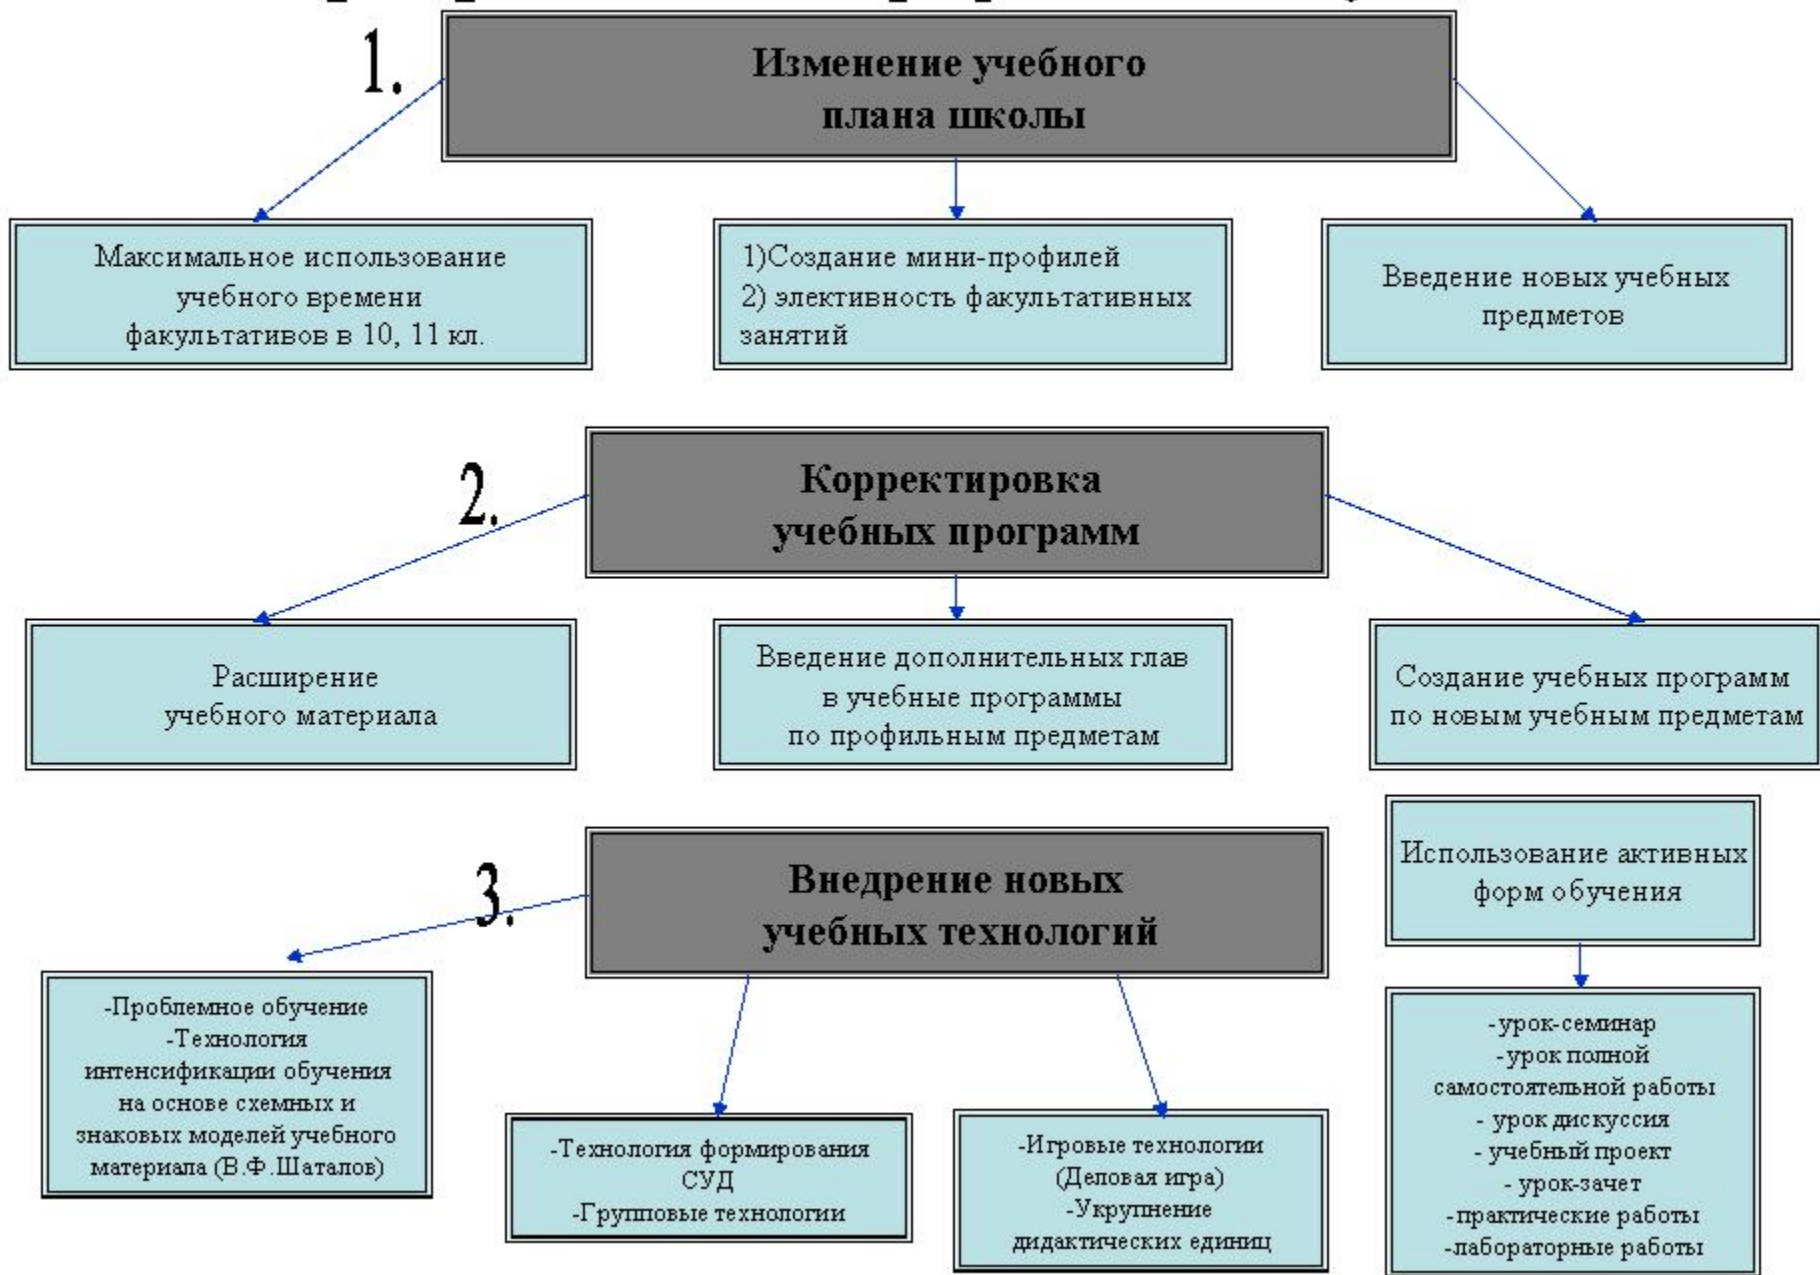 1.
Изменение учебного
плана школы
Максимальное использование
учебного времени
факультативов в 10, 11 кл.
1)Создание мини-профилей
2) элективность факультативных
занятий
Введение новых учебных
предметов
2.
Корректировка
учебных программ
Расширение
учебного материала
Введение дополнительных глав
в учебные программы
по профильным предметам
Создание учебных программ
по новым учебным предметам
3.
Внедрение новых
учебных технологий
-Проблемное обучение
-Технология
интенсификации обучения
на основе схемных и
знаковых моделей учебного
материала (В.Ф.Шаталов)
-Технология формирования
СУД
-Групповые технологии
-Игровые технологии
(Деловая игра)
-Укрупнение
дидактических единиц
Использование активных
форм обучения
-урок-семинар
-урок полной
самостоятельной работы
- урок дискуссия
- учебный проект
- урок-зачет
-практические работы
-лабораторные работы